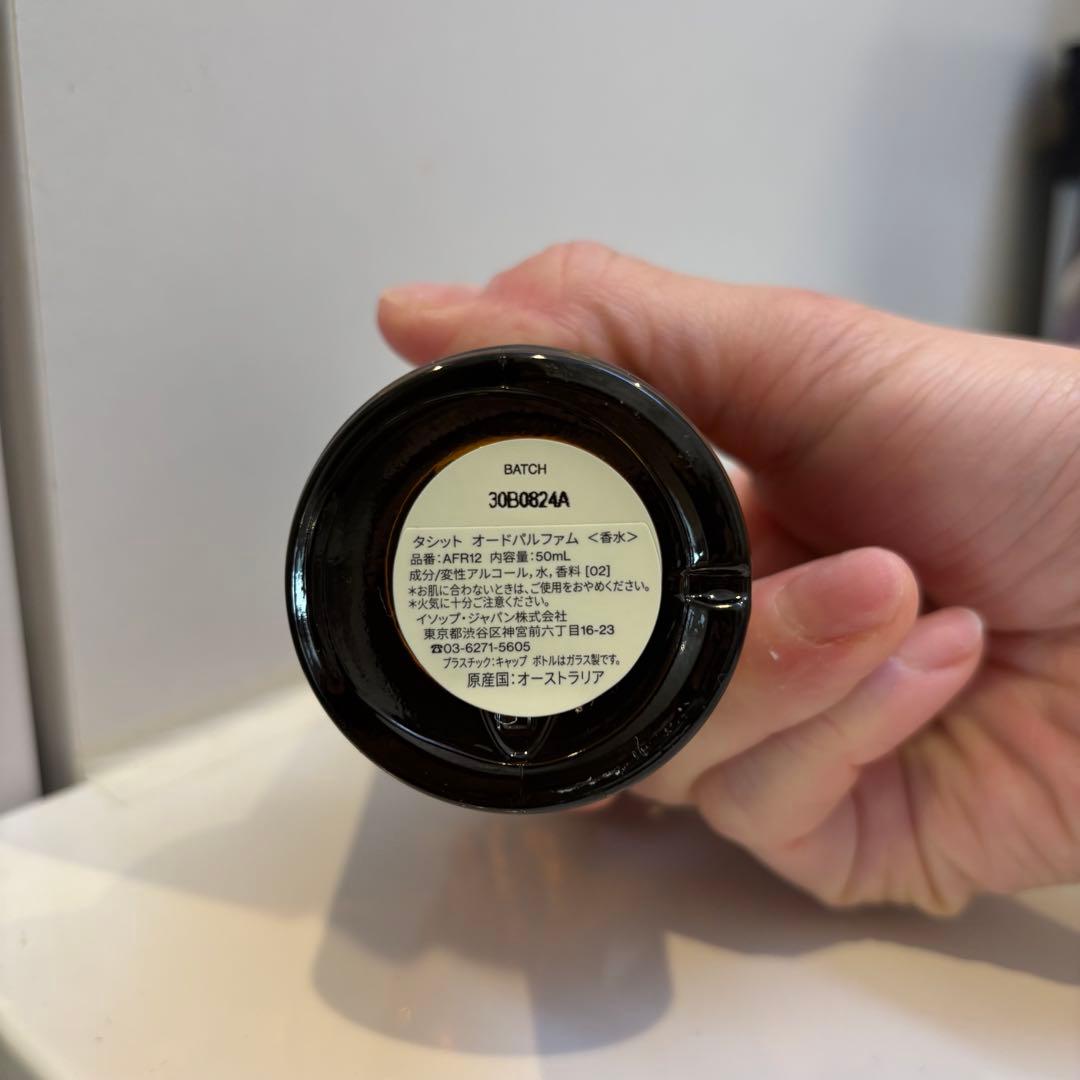 BATCH
30B0824A
タシット オードパルファム <香水>
品番:AFR12 内容量:50mL
成分/変性アルコール,水,香料 [02]
*お肌に合わないときは、ご使用をおやめください。
*火気に十分ご注意ください。
イソップ・ジャパン株式会社
東京都渋谷区神宮前六丁目16-23
☎03-6271-5605
プラスチック:キャップ ボトルはガラス製です。
原産国:オーストラリア